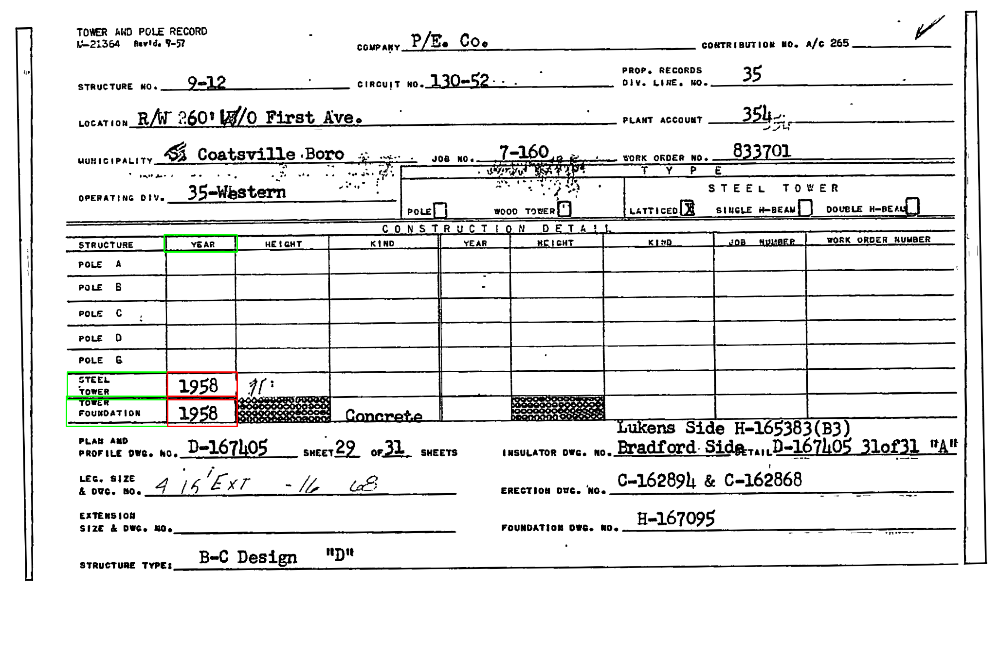 TOWER AND POLE RECORD
M-21364 Rev'd. 9-57
COMPANY P/E. Co.
CONTRIBUTION NO. A/C 265
STRUCTURE NO. 9-12
CIRCUIT NO. 130-52
PROP. RECORDS
DIV. LINE. NO. 35
LOCATION R/W 260' /O First Ave.
PLANT ACCOUNT 354
MUNICIPALITY Coatsville Boro
JOB NO. 7-160
WORK ORDER NO. 833701
TYPE
OPERATING DIV. 35-Western
STEEL TOWER
POLE WOOD TOWER LATTICED X SINGLE H-BEAM DOUBLE H-BEAM
CONSTRUCTION DETAIL
STRUCTURE YEAR HEIGHT KIND YEAR HEIGHT KIND JOB NUMBER WORK ORDER NUMBER
POLE A
POLE B
POLE C
POLE D
POLE G
STEEL
TOWER 1958
TOWER
FOUNDATION 1958 Concrete
Lukens Side H-165383(B3)
PLAN AND
PROFILE DWG. NO. D-167405 SHEET 29 OF 31 SHEETS
INSULATOR DWG. NO. Bradford Side DETAIL D-167405 31of31 "A"
LEG. SIZE
& DWG. NO. 4 15' EXT -16 68
ERECTION DWG. NO. C-162894 & C-162868
EXTENSION
SIZE & DWG. NO.
FOUNDATION DWG. NO. H-167095
STRUCTURE TYPE: B-C Design "D"